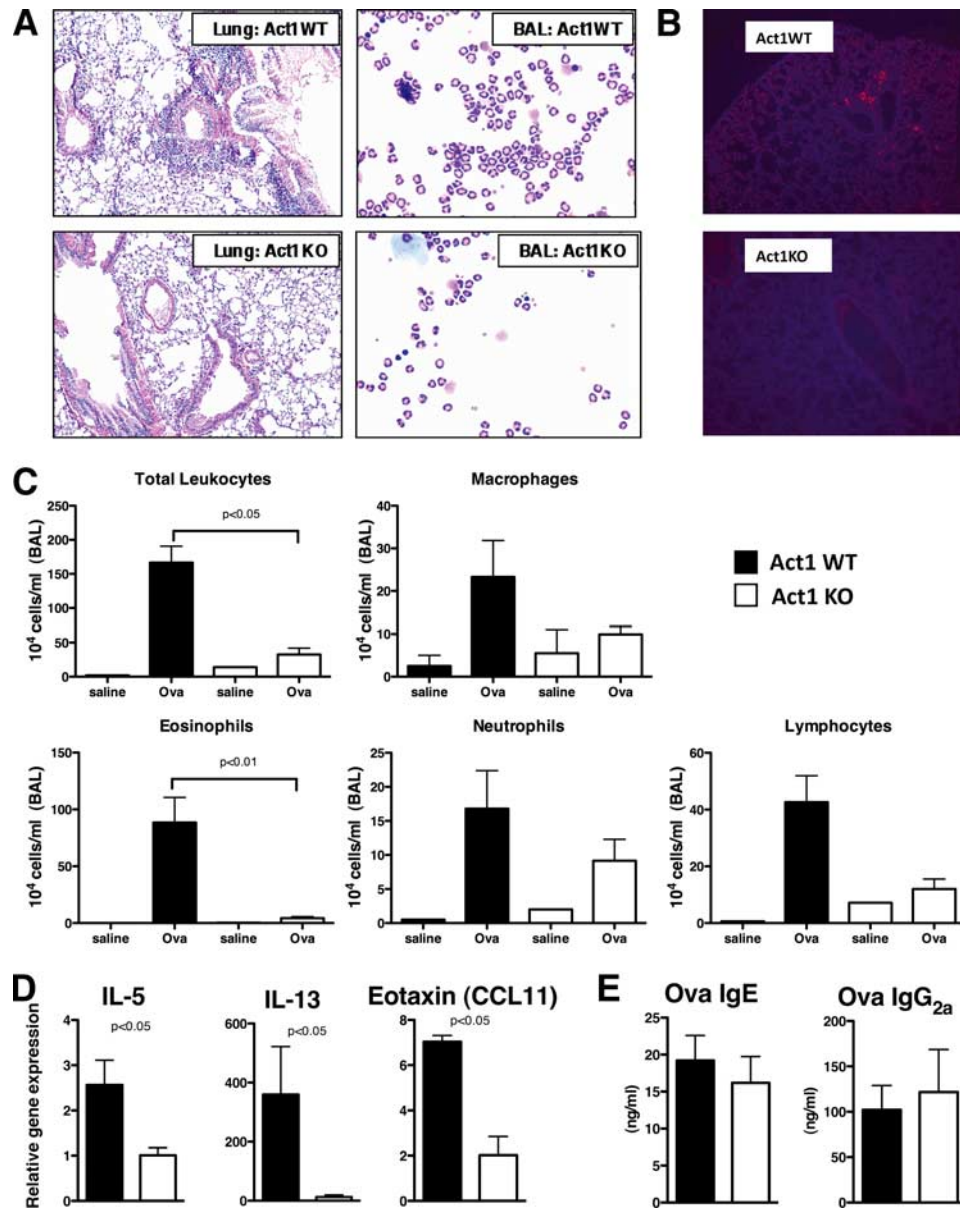 A
Lung: Act1 WT
BAL: Act1WT
Lung: Act1 KO
BAL: Act1 KO
B
Act1WT
Act1KO
C
Total Leukocytes
10⁴ cells/ml (BAL)
250
200
150
100
50
0
p<0.05
saline Ova saline Ova
Macrophages
10⁴ cells/ml (BAL)
40
30
20
10
0
saline Ova saline Ova
Act1 WT
Act1 KO
Eosinophils
10⁴ cells/ml (BAL)
150
100
50
0
p<0.01
saline Ova saline Ova
Neutrophils
10⁴ cells/ml (BAL)
25
20
15
10
5
0
saline Ova saline Ova
Lymphocytes
10⁴ cells/ml (BAL)
60
40
20
0
saline Ova saline Ova
D
Relative gene expression
IL-5
p<0.05
4
3
2
1
0
IL-13
p<0.05
600
400
200
0
Eotaxin (CCL11)
p<0.05
8
6
4
2
0
E
Ova IgE
(ng/ml)
25
20
15
10
5
0
Ova IgG₂ₐ
(ng/ml)
200
150
100
50
0